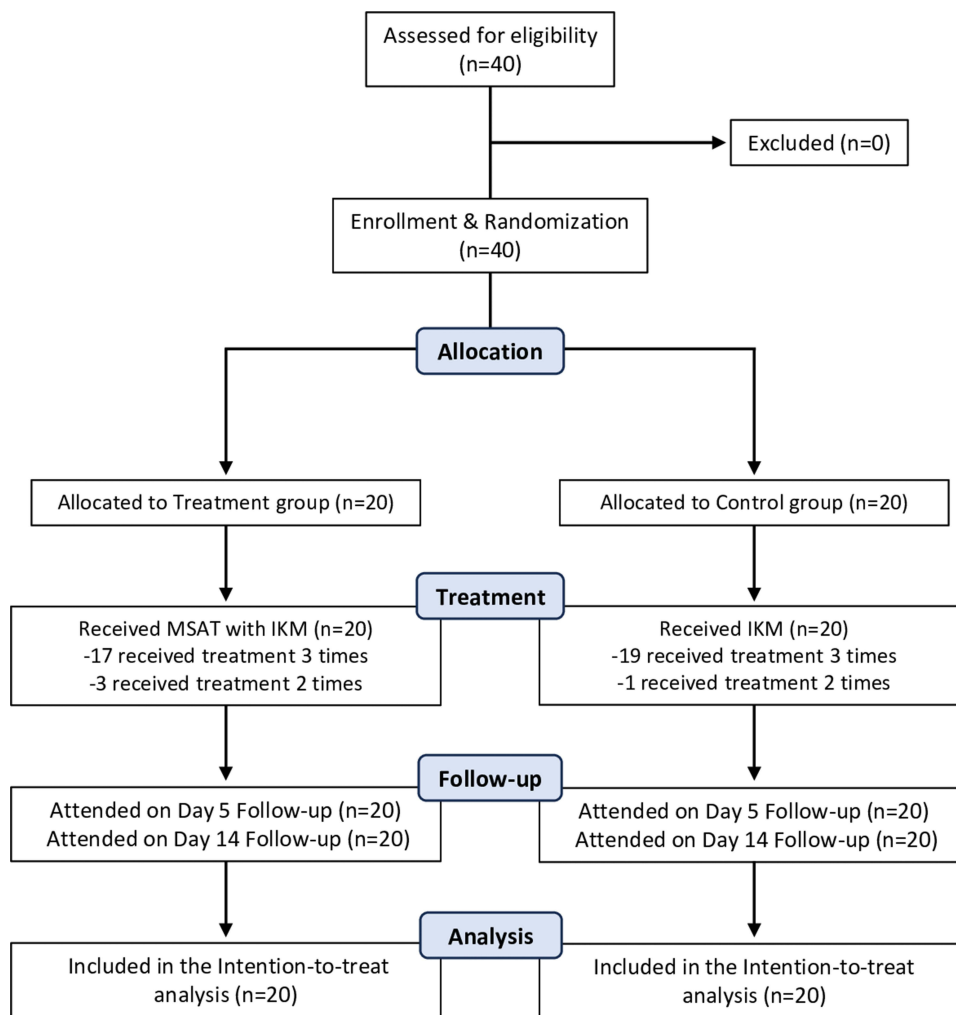 Assessed for eligibility
(n=40)
Excluded (n=0)
Enrollment & Randomization
(n=40)
Allocation
Allocated to Treatment group (n=20)
Allocated to Control group (n=20)
Treatment
Received MSAT with IKM (n=20)
-17 received treatment 3 times
-3 received treatment 2 times
Received IKM (n=20)
-19 received treatment 3 times
-1 received treatment 2 times
Follow-up
Attended on Day 5 Follow-up (n=20)
Attended on Day 14 Follow-up (n=20)
Attended on Day 5 Follow-up (n=20)
Attended on Day 14 Follow-up (n=20)
Analysis
Included in the Intention-to-treat
analysis (n=20)
Included in the Intention-to-treat
analysis (n=20)